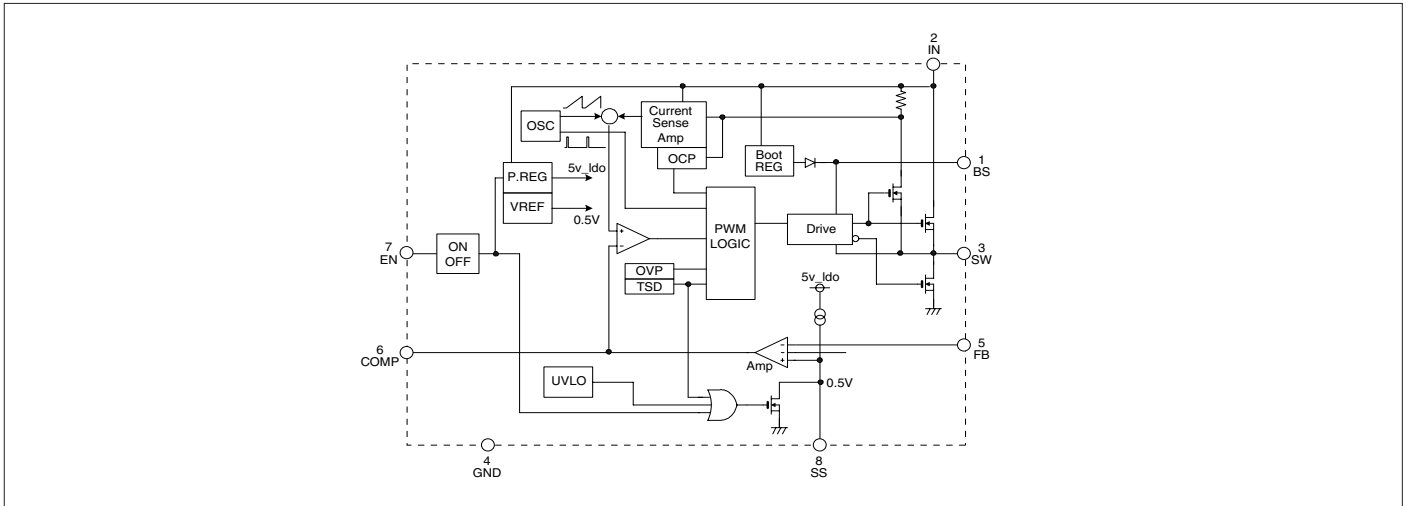 2
IN
OSC
Current
Sense
Amp
OCP
Boot
REG
1
BS
P.REG
5v_ldo
VREF
0.5V
PWM
LOGIC
Drive
7
EN
ON
OFF
3
SW
OVP
TSD
5v_ldo
6
COMP
Amp
5
FB
UVLO
0.5V
4
GND
8
SS
+
−
−
−
+